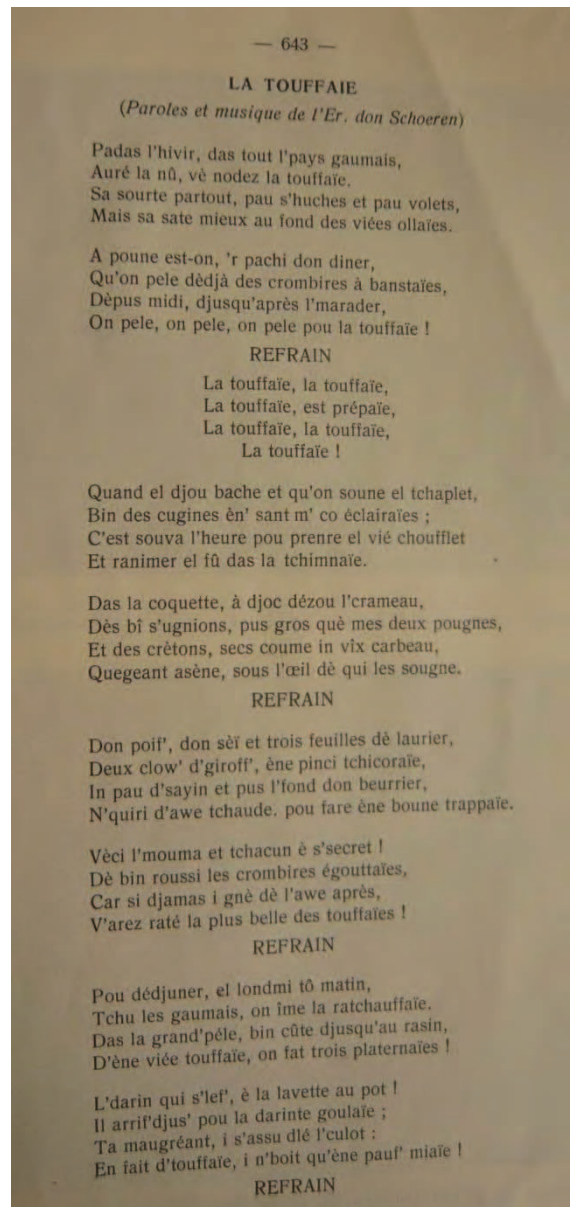 — 643 —
LA TOUFFAIE
(Paroles et musique de l'Er. don Schoeren)
Padas l'hivir, das tout l'pays gaumais,
Auré la nû, vè nodez la touffaïe.
Sa sourte partout, pau s'huches et pau volets,
Mais sa sate mieux au fond des viées ollaïes.
A poune est-on, 'r pachi don diner,
Qu'on pele dèdjà des crombires à banstaïes,
Dèpus midi, djusqu'après l'marader,
On pele, on pele, on pele pou la touffaïe !
REFRAIN
La touffaïe, la touffaïe,
La touffaïe, est prépaïe,
La touffaïe, la touffaïe,
La touffaïe !
Quand el djou bache et qu'on soune el tchaplet,
Bin des cugines èn' sant m' co éclairaïes ;
C'est souva l'heure pou prenre el vié choufflet
Et ranimer el fû das la tchimnaïe.
Das la coquette, à djoc dézou l'crameau,
Dès bî s'ugnions, pus gros què mes deux pougnes,
Et des crètons, secs coume in vîx carbeau,
Quegeant asène, sous l'œil dè qui les sougne.
REFRAIN
Don poif', don sèï et trois feuilles dè laurier,
Deux clow' d'giroff', ène pinci tchicoraïe,
In pau d'sayin et pus l'fond don beurrier,
N'quiri d'awe tchaude. pou fare ène boune trappaïe.
Vèci l'mouma et tchacun è s'secret !
Dè bin roussi les crombires égouttaïes,
Car si djamas i gnè dè l'awe après,
V'arez raté la plus belle des touffaïes !
REFRAIN
Pou dédjuner, el londmi tô matin,
Tchu les gaumais, on îme la ratchauffaïe.
Das la grand'péle, bin cûte djusqu'au rasin,
D'ène viée touffaïe, on fat trois platernaïes !
L'darin qui s'lef', è la lavette au pot !
Il arrif'djus' pou la darinte goulaïe ;
Ta maugréant, i s'assu dlé l'culot :
En fait d'touffaïe, i n'boit qu'ène pauf' miaïe !
REFRAIN